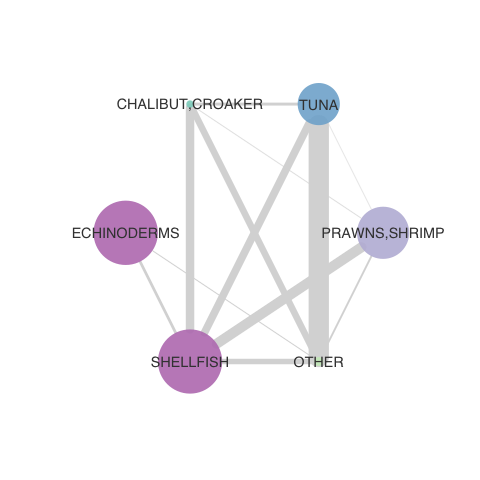 CHALIBUT,CROAKER
TUNA
ECHINODERMS
PRAWNS,SHRIMP
SHELLFISH
OTHER